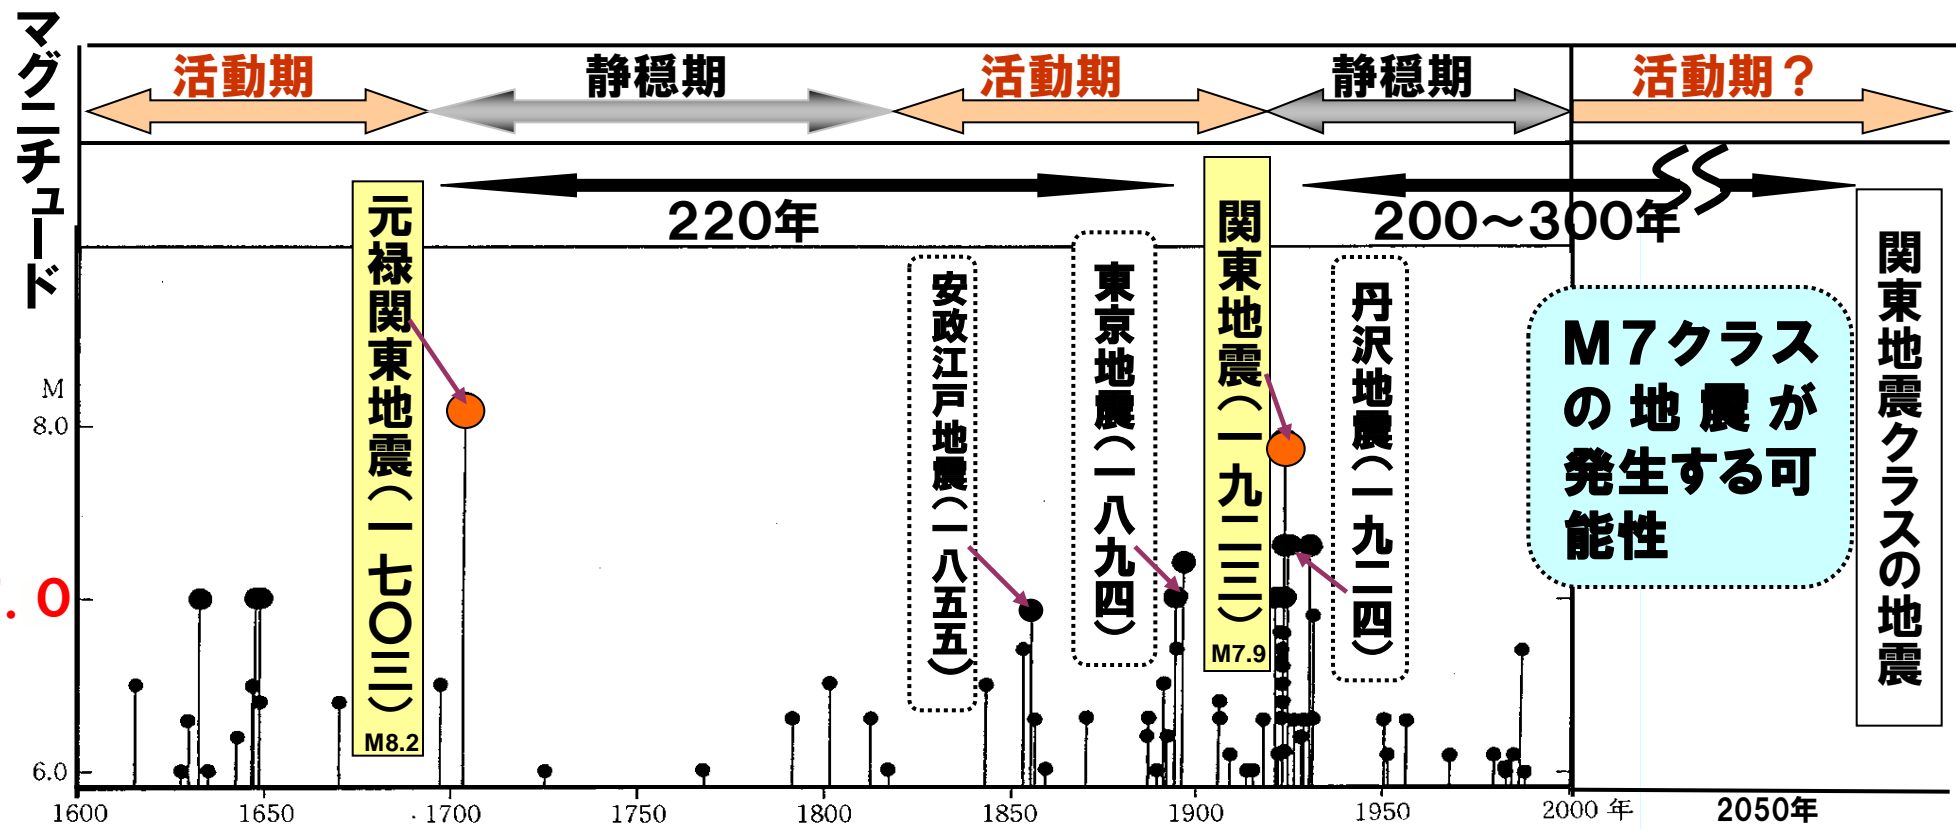 マグニチュード
活動期
静穏期
活動期
静穏期
活動期？
220年
200～300年
元禄関東地震（一七〇三）
M8.2
安政江戸地震（一八五五）
東京地震（一八九四）
関東地震（一九二三）
M7.9
丹沢地震（一九二四）
M７クラス
の地震が
発生する可
能性
関東地震クラスの地震
M
8.0
.0
6.0
1600
1650
1700
1750
1800
1850
1900
1950
2000 年
2050年